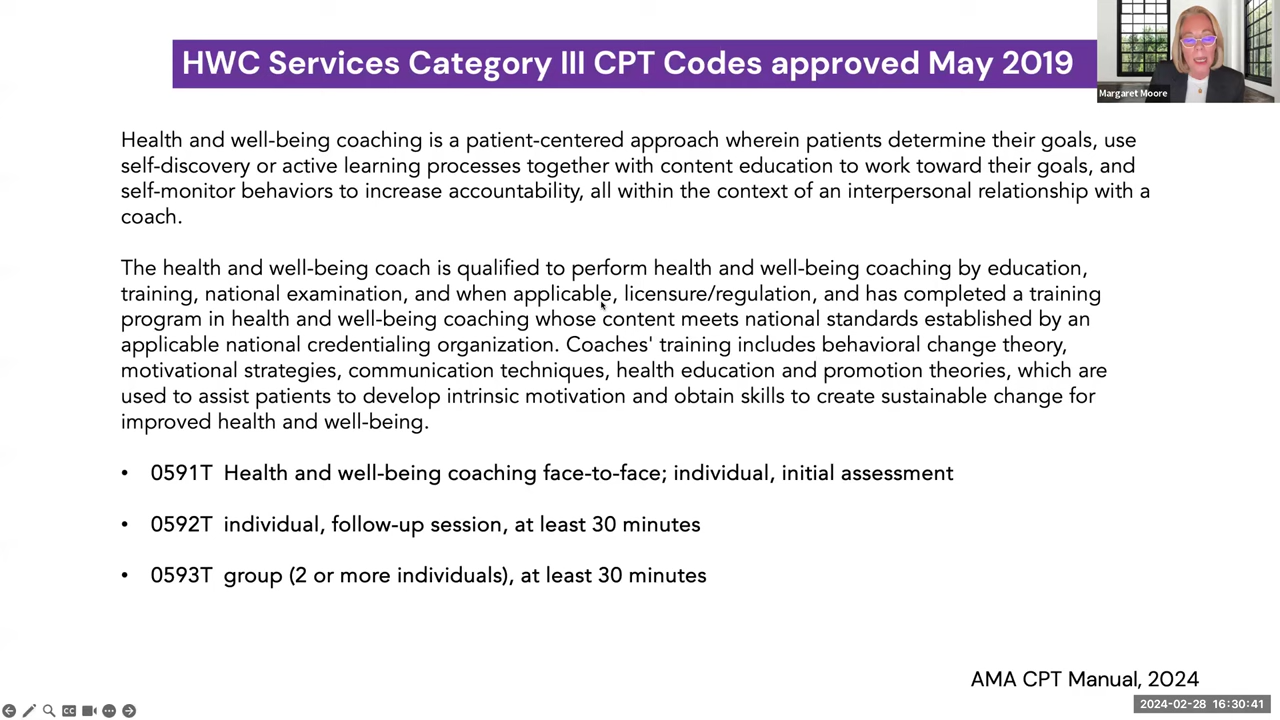 HWC Services Category III CPT Codes approved May 2019
Margaret Moore
Health and well-being coaching is a patient-centered approach wherein patients determine their goals, use
self-discovery or active learning processes together with content education to work toward their goals, and
self-monitor behaviors to increase accountability, all within the context of an interpersonal relationship with a
coach.
The health and well-being coach is qualified to perform health and well-being coaching by education,
training, national examination, and when applicable, licensure/regulation, and has completed a training
program in health and well-being coaching whose content meets national standards established by an
applicable national credentialing organization. Coaches' training includes behavioral change theory,
motivational strategies, communication techniques, health education and promotion theories, which are
used to assist patients to develop intrinsic motivation and obtain skills to create sustainable change for
improved health and well-being.
• 0591T Health and well-being coaching face-to-face; individual, initial assessment
• 0592T individual, follow-up session, at least 30 minutes
• 0593T group (2 or more individuals), at least 30 minutes
AMA CPT Manual, 2024
CC
2024-02-28 16:30:41